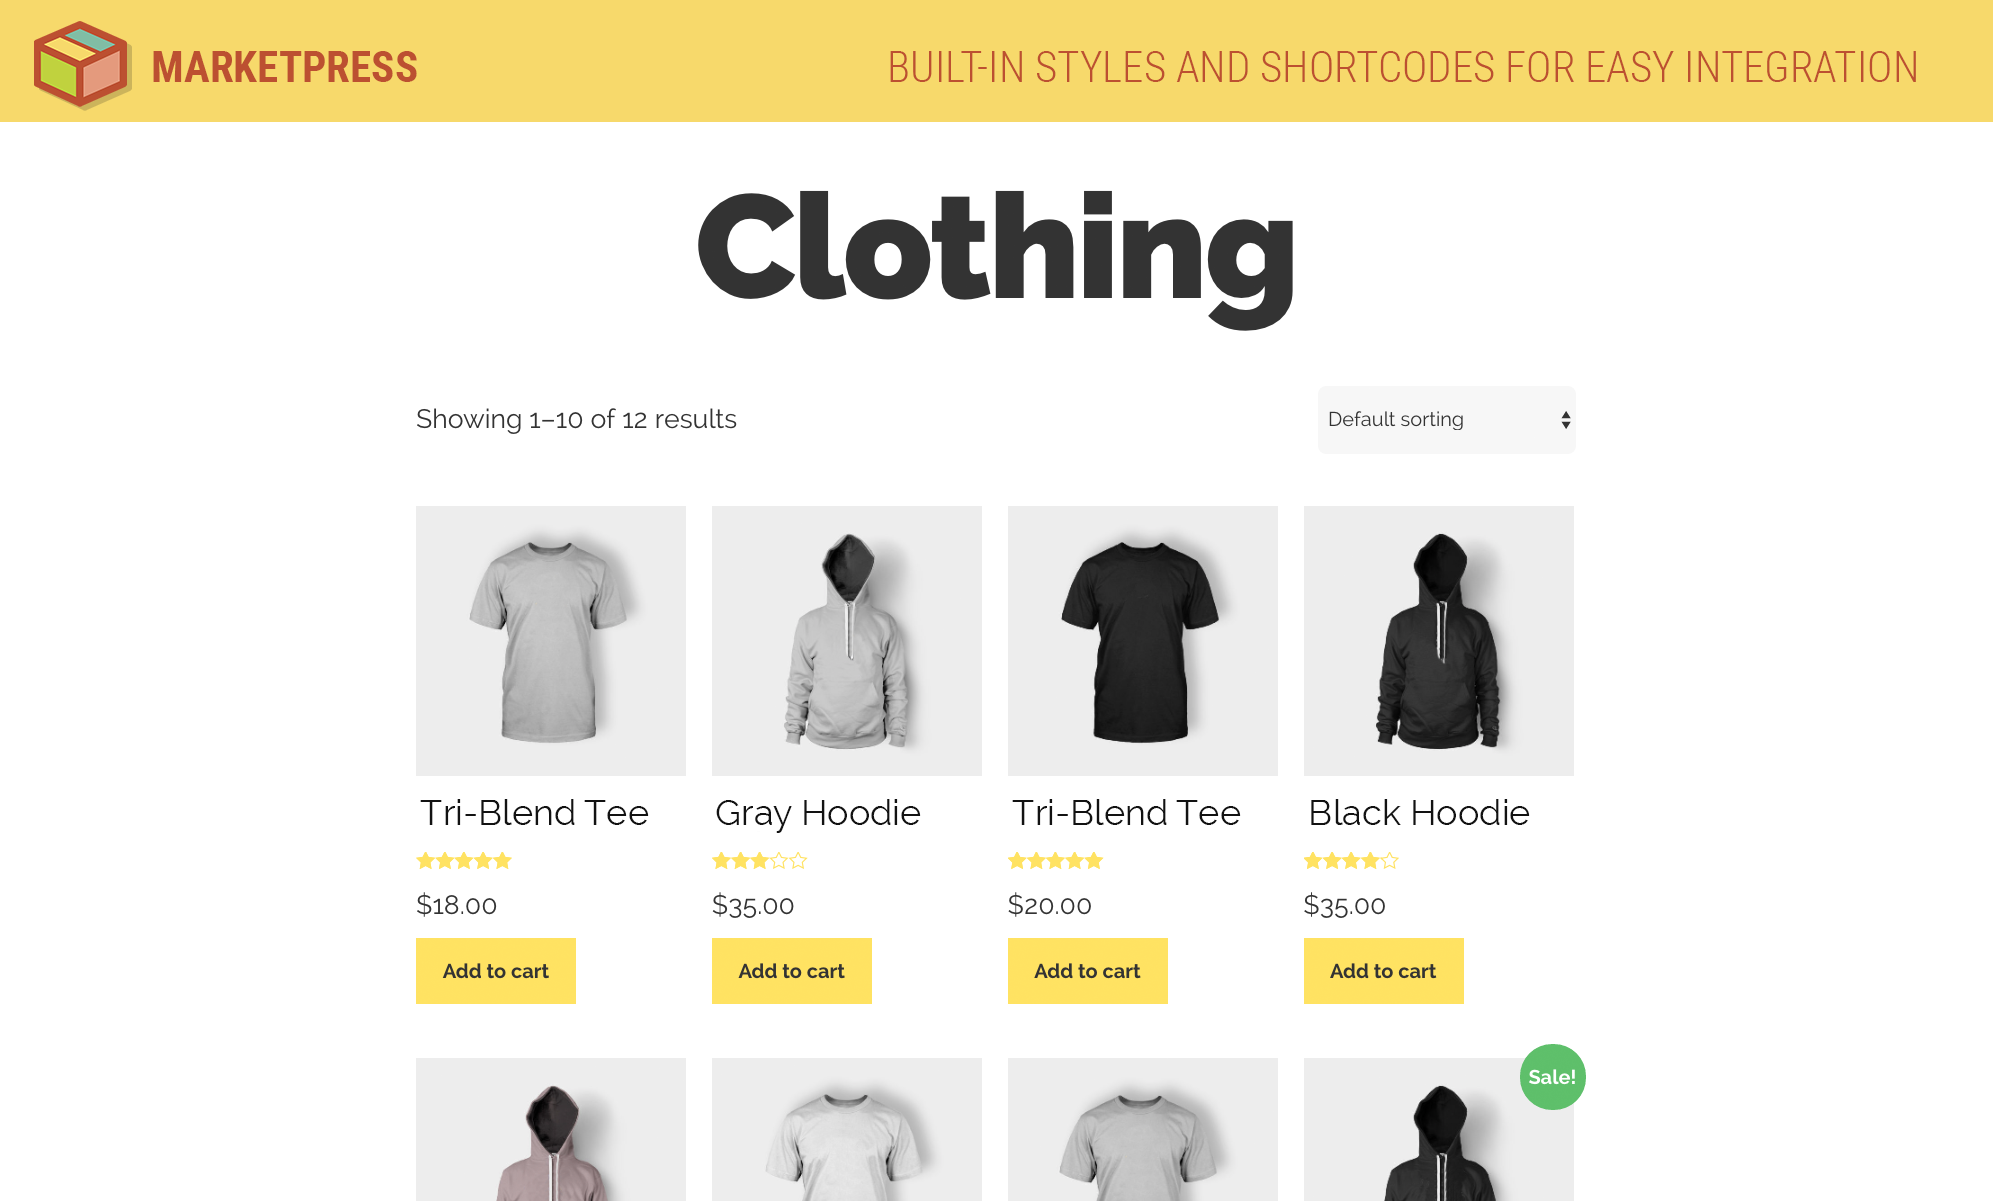 MARKETPRESS
BUILT-IN STYLES AND SHORTCODES FOR EASY INTEGRATION
Clothing
Showing 1–10 of 12 results
Default sorting
Tri-Blend Tee
Gray Hoodie
Tri-Blend Tee
Black Hoodie
$18.00
$35.00
$20.00
$35.00
Add to cart
Add to cart
Add to cart
Add to cart
Sale!